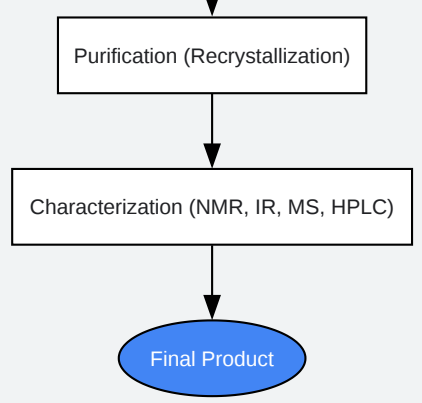 Purification (Recrystallization)
Characterization (NMR, IR, MS, HPLC)
Final Product